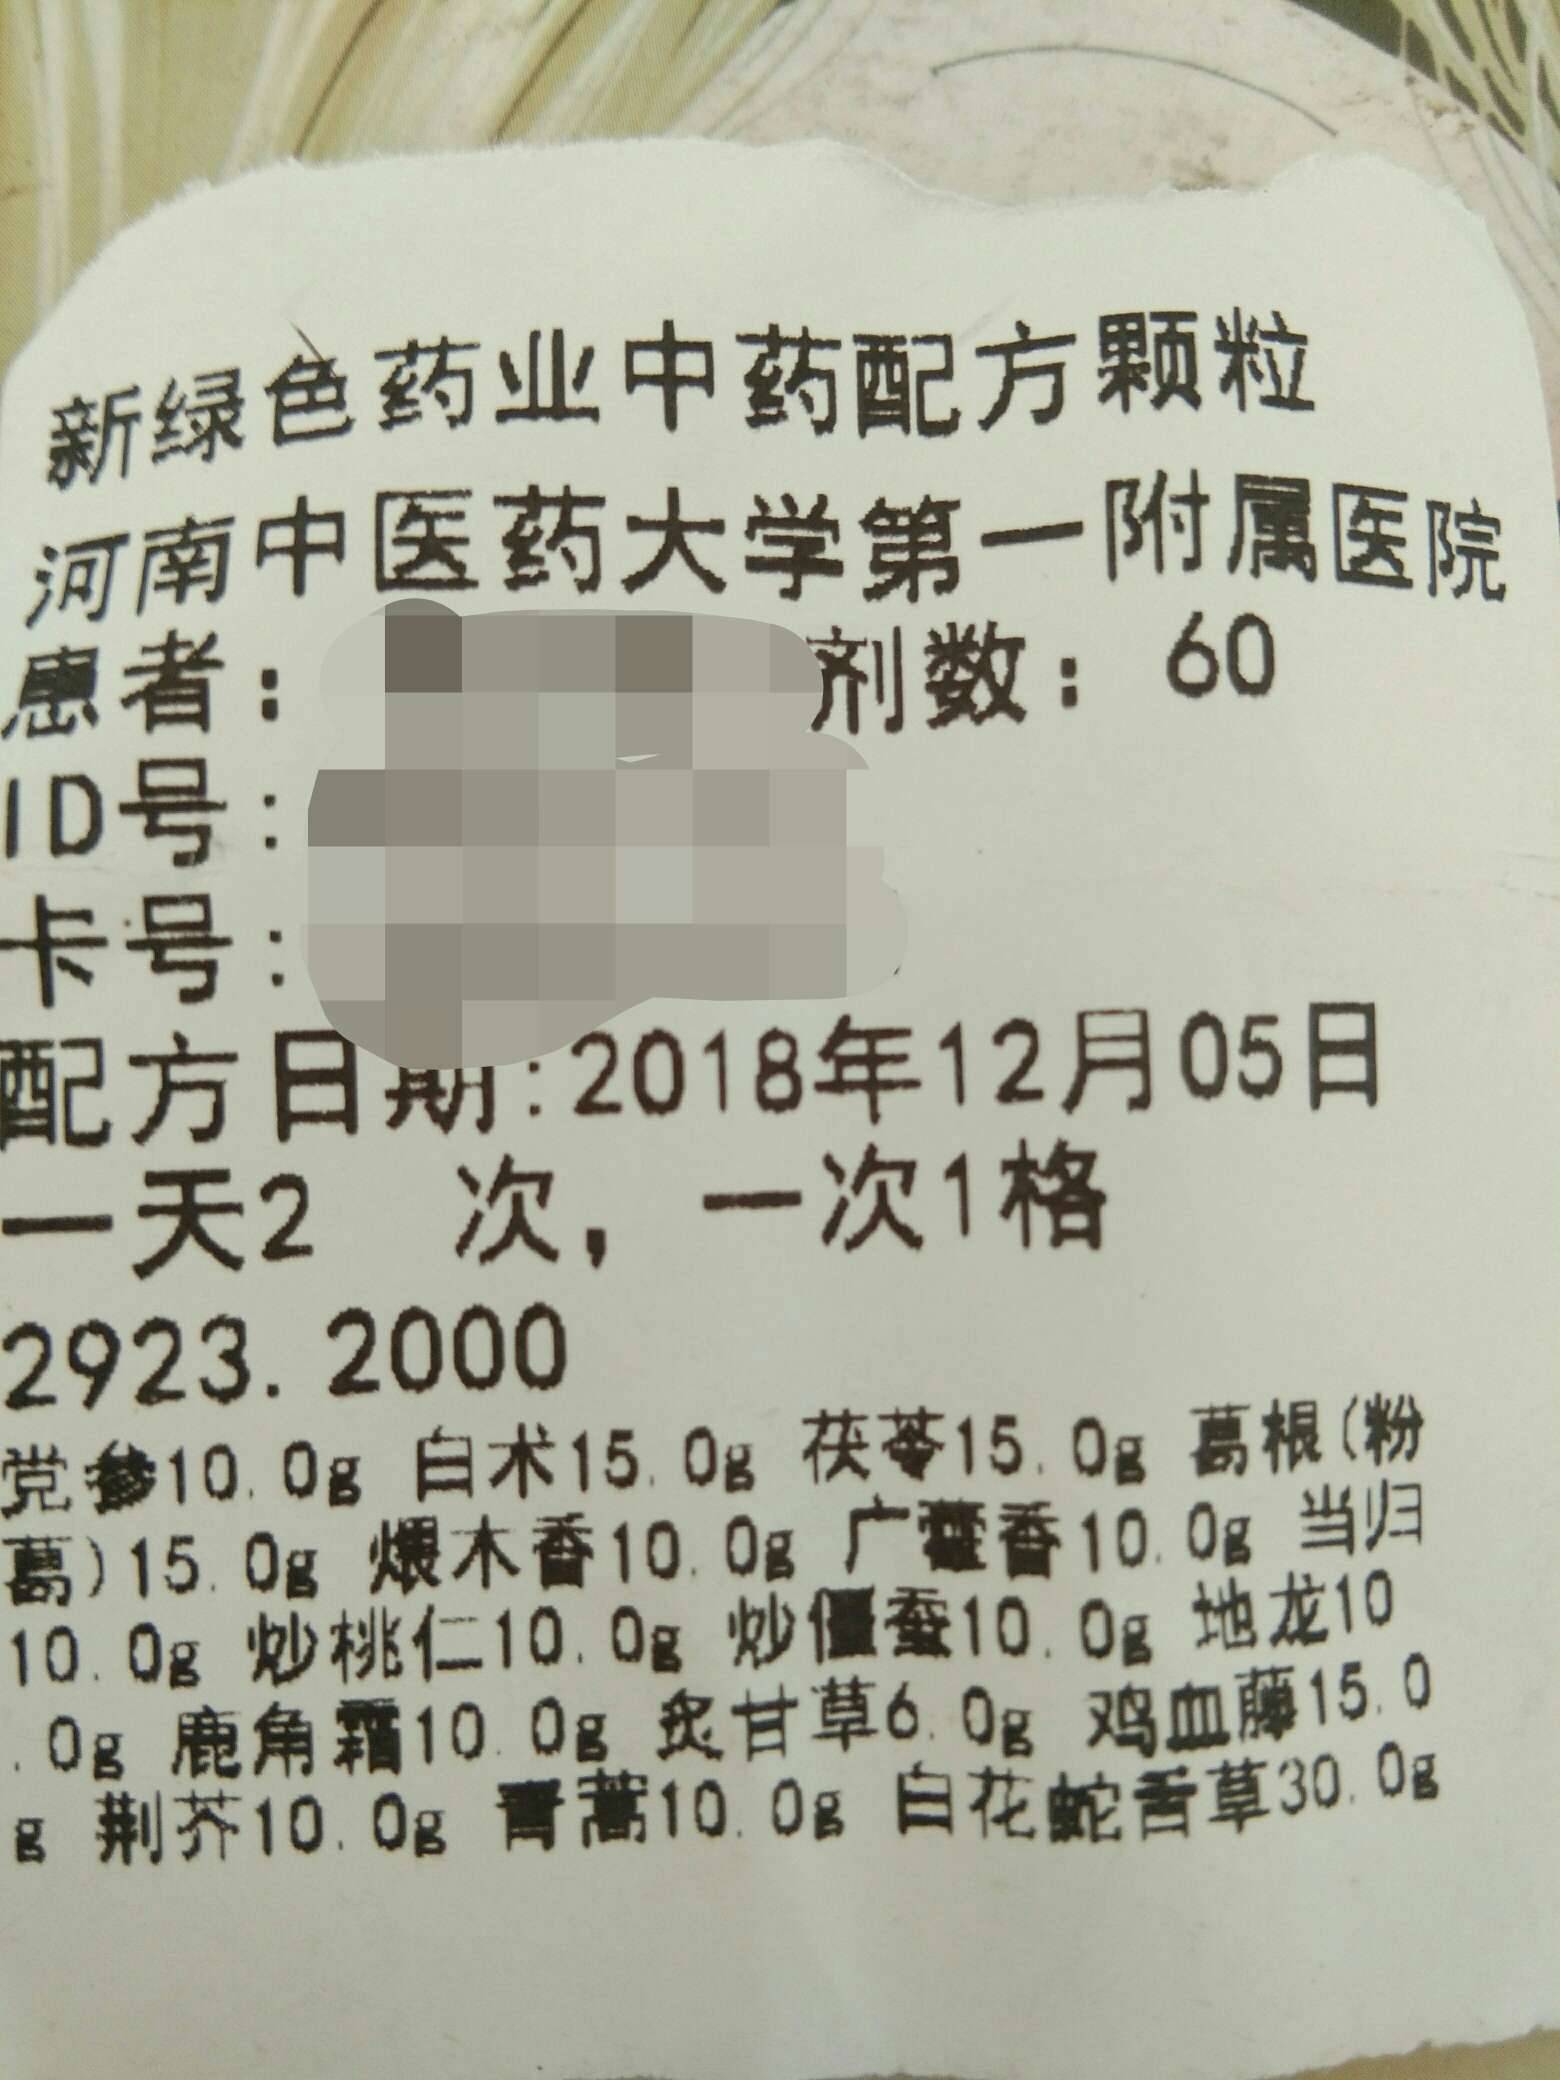 新绿色药业中药配方颗粒
河南中医药大学第一附属医院
患者: 剂数: 60
ID号:
卡号:
配方日期:2018年12月05日
一天2 次，一次1格
2923.2000
党参10.0g 白术15.0g 茯苓15.0g 葛根(粉
葛)15.0g 煨木香10.0g 广藿香10.0g 当归
10.0g 炒桃仁10.0g 炒僵蚕10.0g 地龙10
.0g 鹿角霜10.0g 炙甘草6.0g 鸡血藤15.0
g 荆芥10.0g 青蒿10.0g 白花蛇舌草30.0g